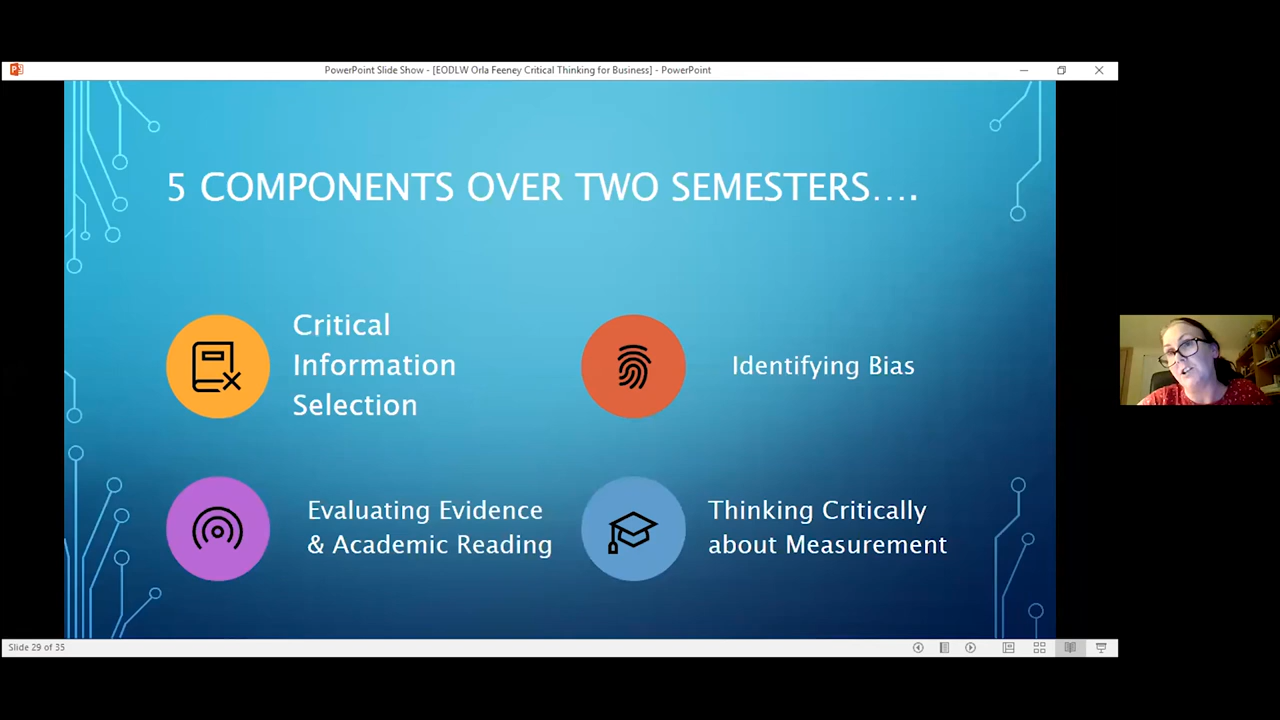 PowerPoint Slide Show - [EODLW Orla Feeney Critical Thinking for Business] - PowerPoint
5 COMPONENTS OVER TWO SEMESTERS....
Critical
Information
Selection
Identifying Bias
Evaluating Evidence
& Academic Reading
Thinking Critically
about Measurement
Slide 29 of 35